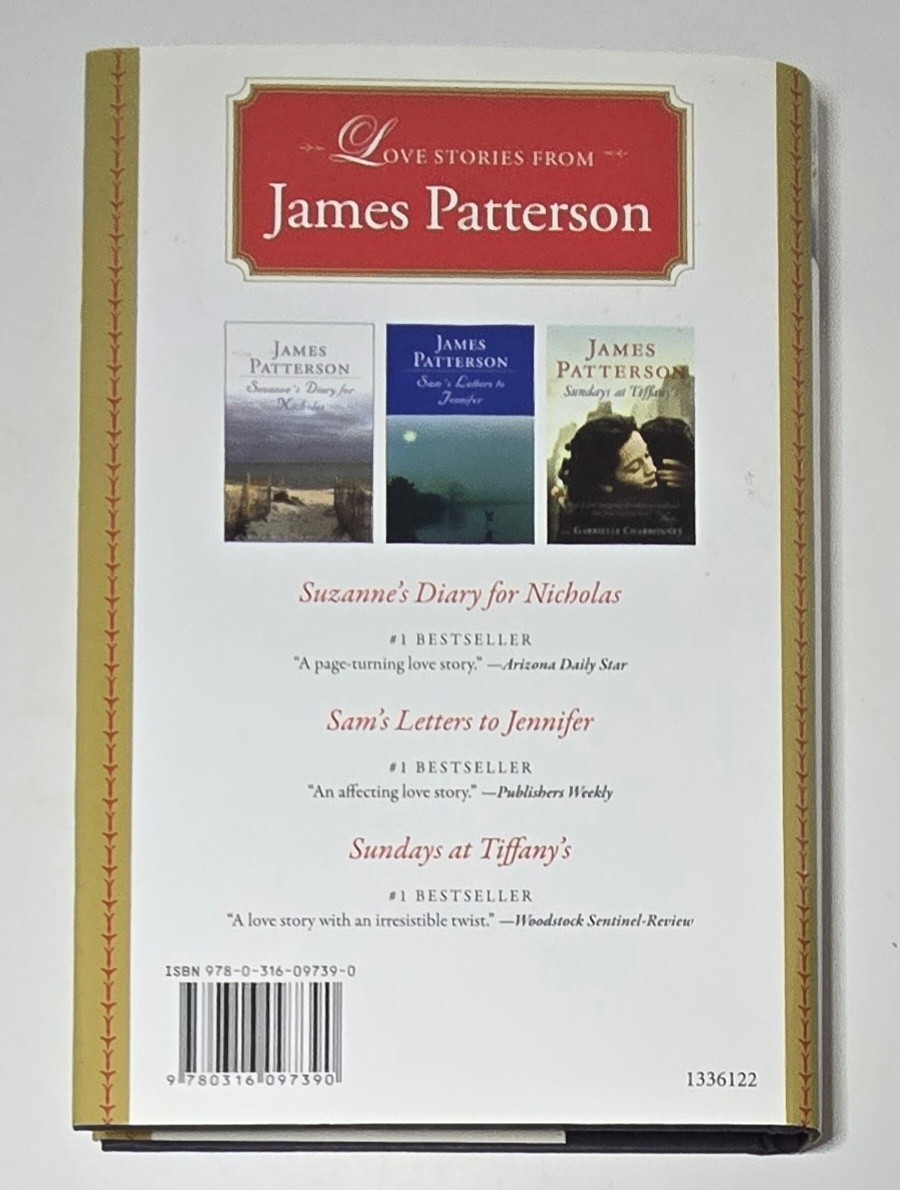 LOVE STORIES FROM
James Patterson
JAMES
PATTERSON
Suzanne's Diary for
Nicholas
JAMES
PATTERSON
Sam's Letters to
Jennifer
JAMES
PATTERSON
Sundays at Tiffany's
GABRIELLE CHARBONNET
Suzanne's Diary for Nicholas
#1 BESTSELLER
"A page-turning love story." —Arizona Daily Star
Sam's Letters to Jennifer
#1 BESTSELLER
"An affecting love story." —Publishers Weekly
Sundays at Tiffany's
#1 BESTSELLER
"A love story with an irresistible twist." —Woodstock Sentinel-Review
ISBN 978-0-316-09739-0
9 780316 097390
1336122